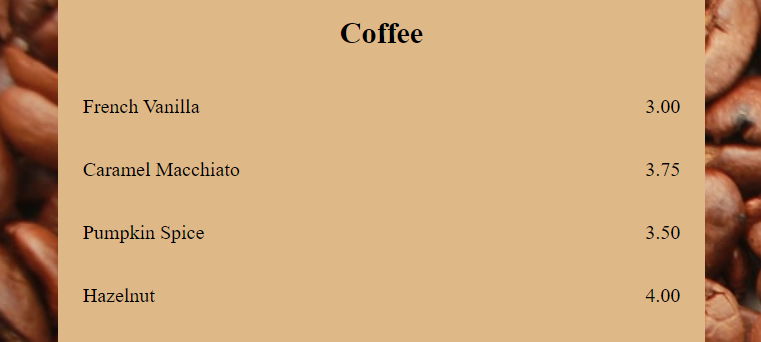 Coffee
French Vanilla 3.00
Caramel Macchiato 3.75
Pumpkin Spice 3.50
Hazelnut 4.00